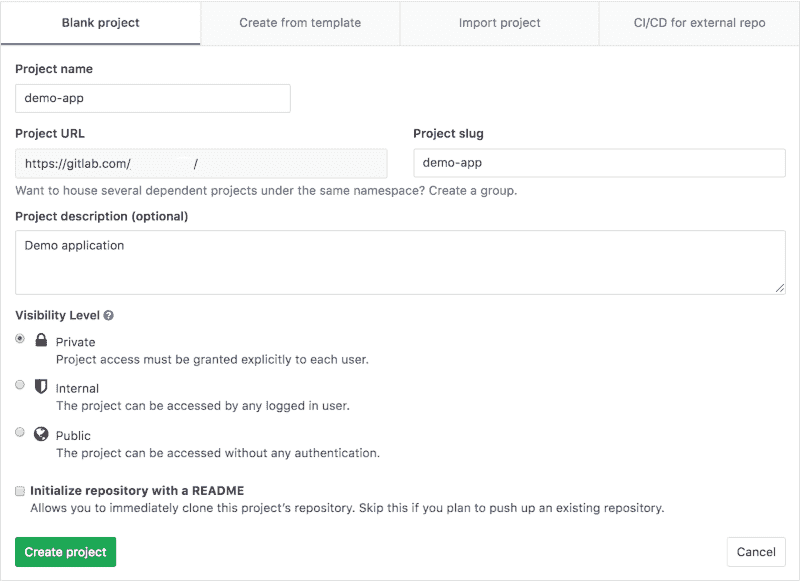 Blank project
Create from template
Import project
CI/CD for external repo
Project name
demo-app
Project URL
Project slug
https://gitlab.com/ /
demo-app
Want to house several dependent projects under the same namespace? Create a group.
Project description (optional)
Demo application
Visibility Level
Private
Project access must be granted explicitly to each user.
Internal
The project can be accessed by any logged in user.
Public
The project can be accessed without any authentication.
Initialize repository with a README
Allows you to immediately clone this project's repository. Skip this if you plan to push up an existing repository.
Create project
Cancel